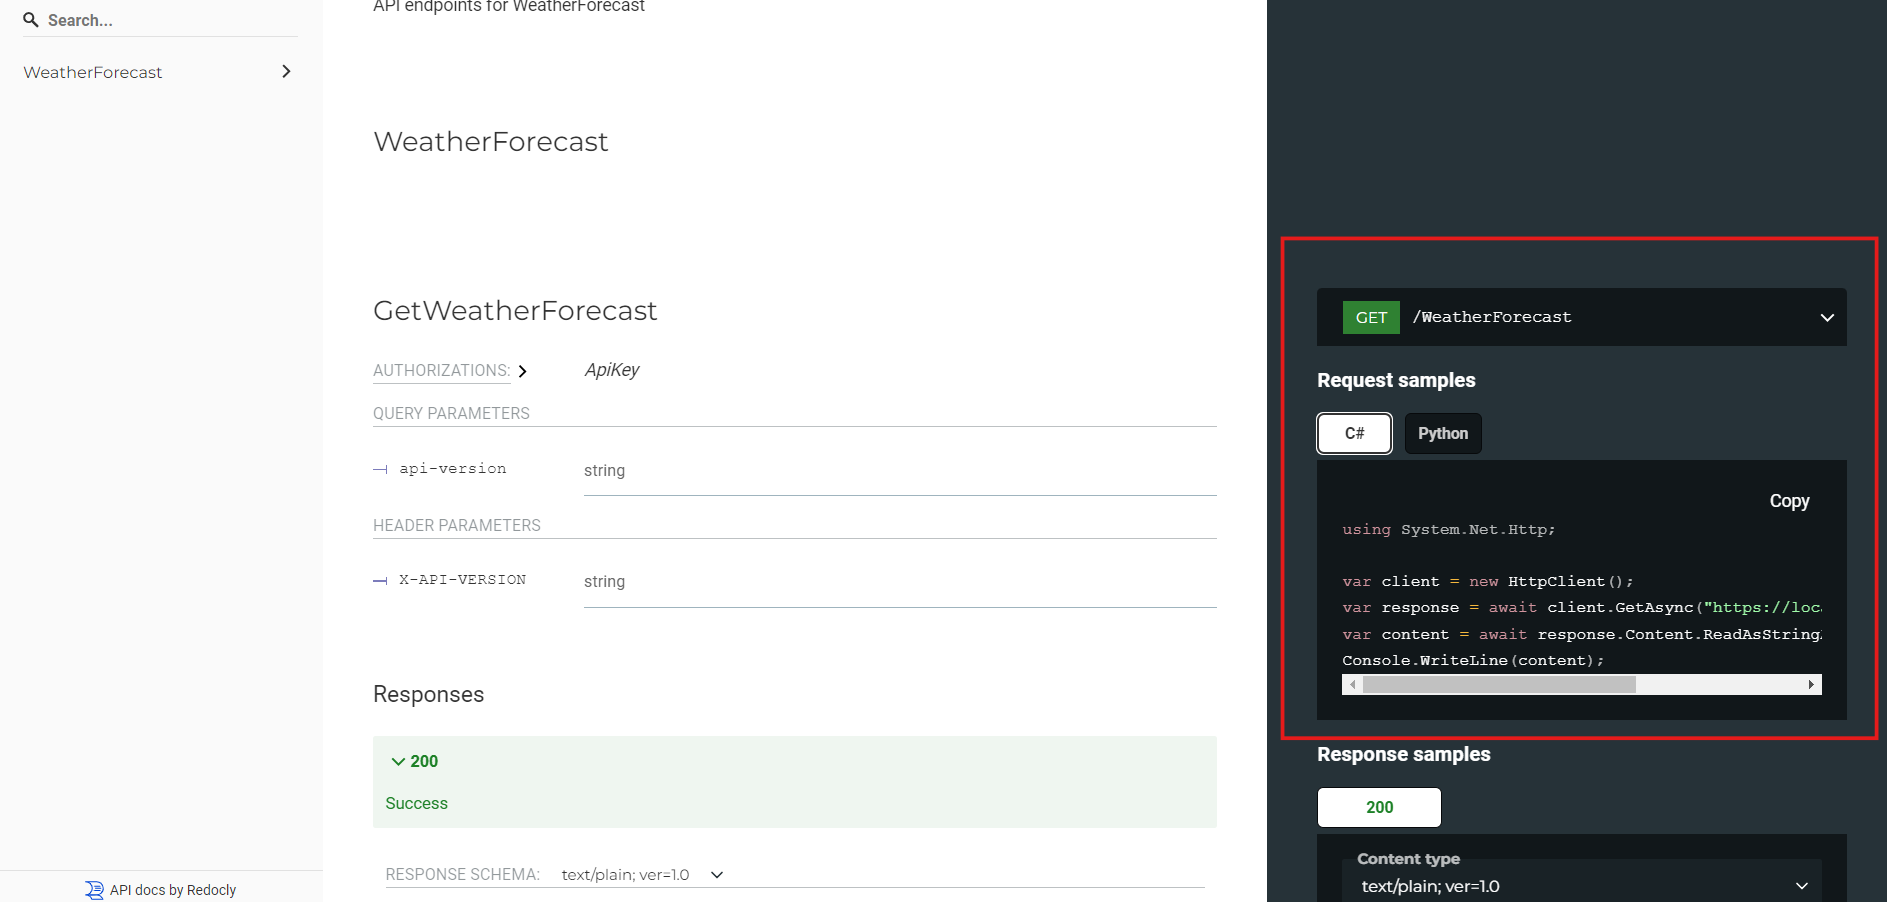 Search...
WeatherForecast
API docs by Redocly
API endpoints for WeatherForecast
WeatherForecast
GetWeatherForecast
AUTHORIZATIONS: ApiKey
QUERY PARAMETERS
api-version string
HEADER PARAMETERS
X-API-VERSION string
Responses
200
Success
RESPONSE SCHEMA: text/plain; ver=1.0
GET /WeatherForecast
Request samples
C# Python
Copy
using System.Net.Http;
var client = new HttpClient();
var response = await client.GetAsync("https://loc
var content = await response.Content.ReadAsString
Console.WriteLine(content);
Response samples
200
Content type
text/plain; ver=1.0